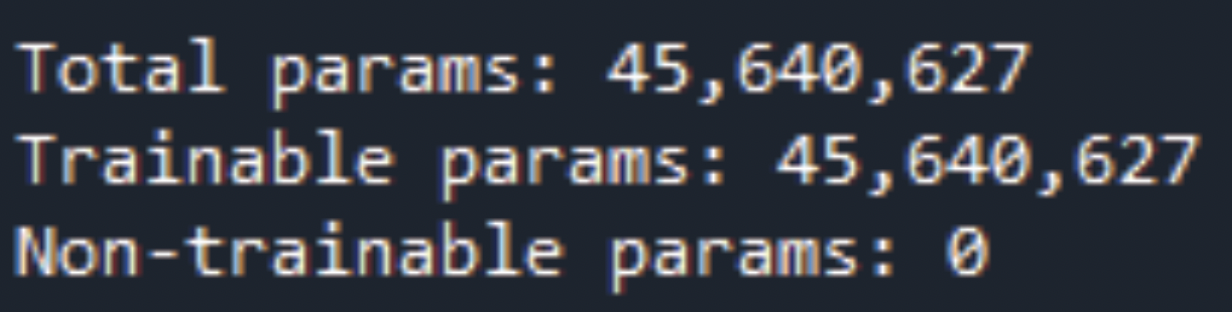 Total params: 45,640,627
Trainable params: 45,640,627
Non-trainable params: 0